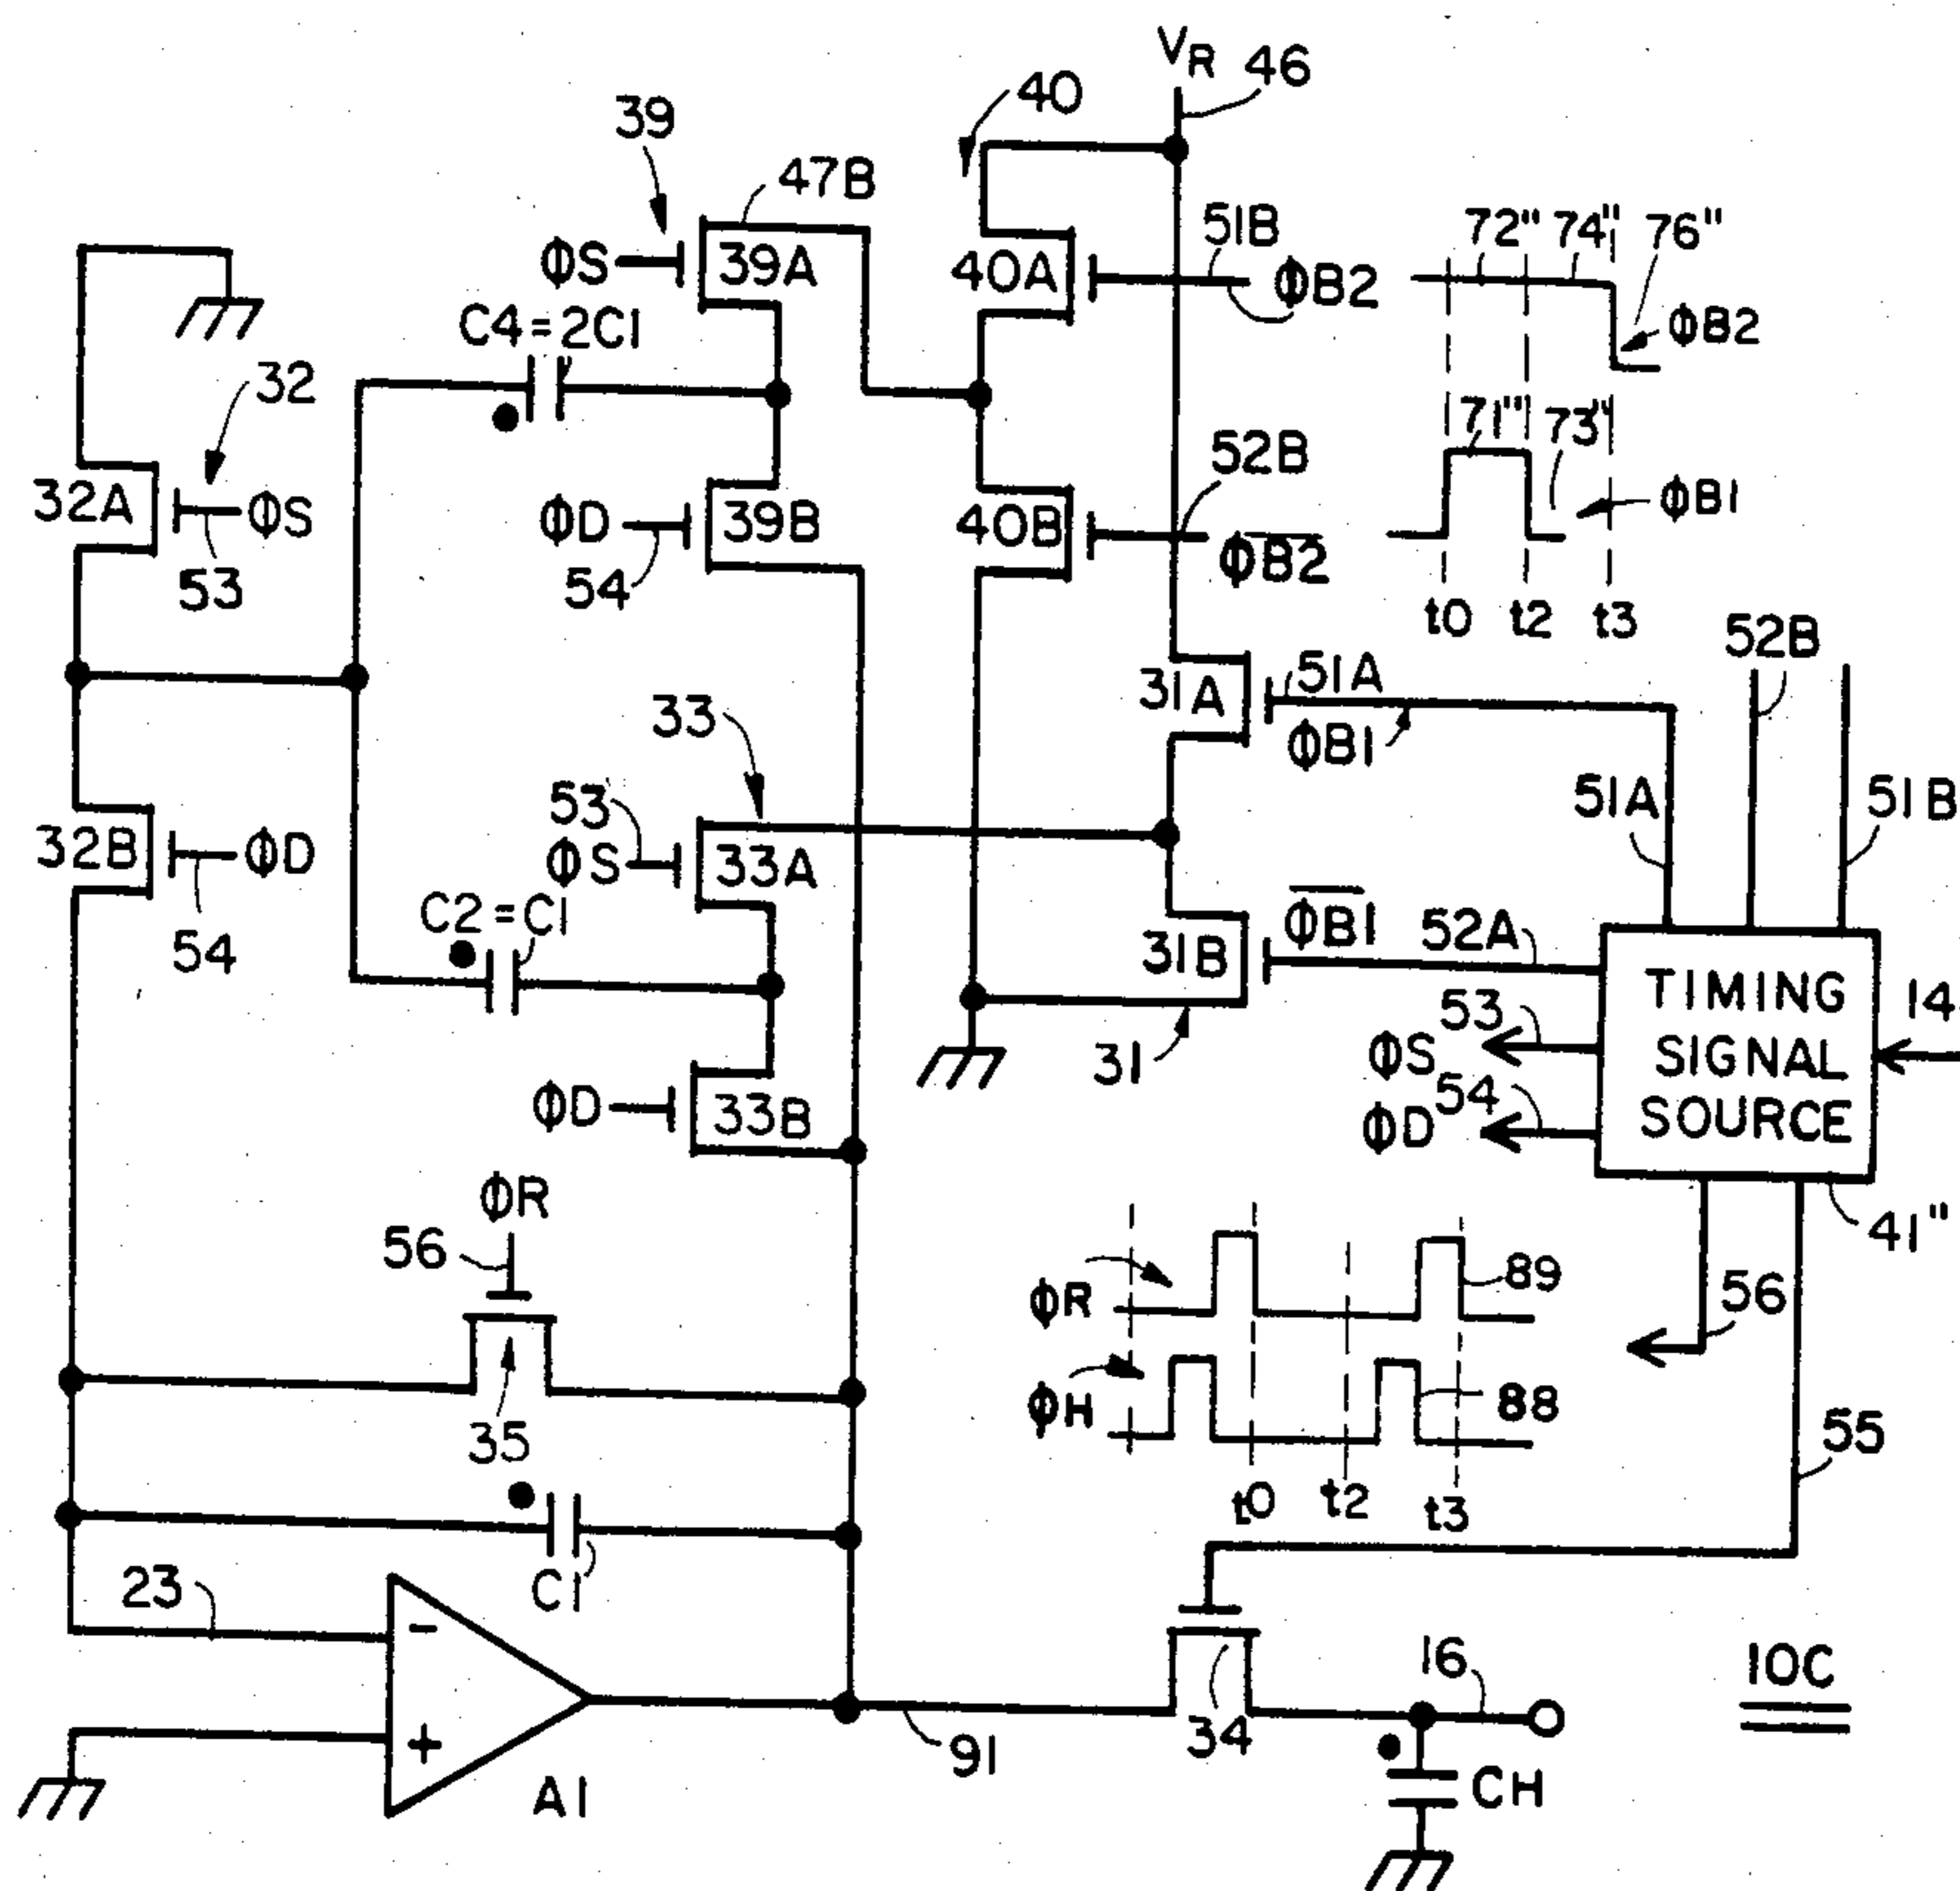 VR 46
40
39
47B
51B
72" 74" 76"
ΦS
39A
40A
ΦB2
ΦB2
C4=2C1
32
71" 73"
52B
32A
ΦS
ΦD
39B
40B
Φ̅B̅2̅
ΦB1
53
54
t0 t2 t3
52B
33
31A
51A
ΦB1
53
51A
51B
32B
ΦD
ΦS
33A
C2=C1
Φ̅B̅1̅
52A
54
31B
TIMING
SIGNAL
SOURCE
14
53
ΦS
31
54
ΦD
ΦD
33B
ΦR
41"
56
89
ΦR
56
88
ΦH
35
55
t0 t2 t3
23
C1
-
16
10C
+
34
91
A1
CH